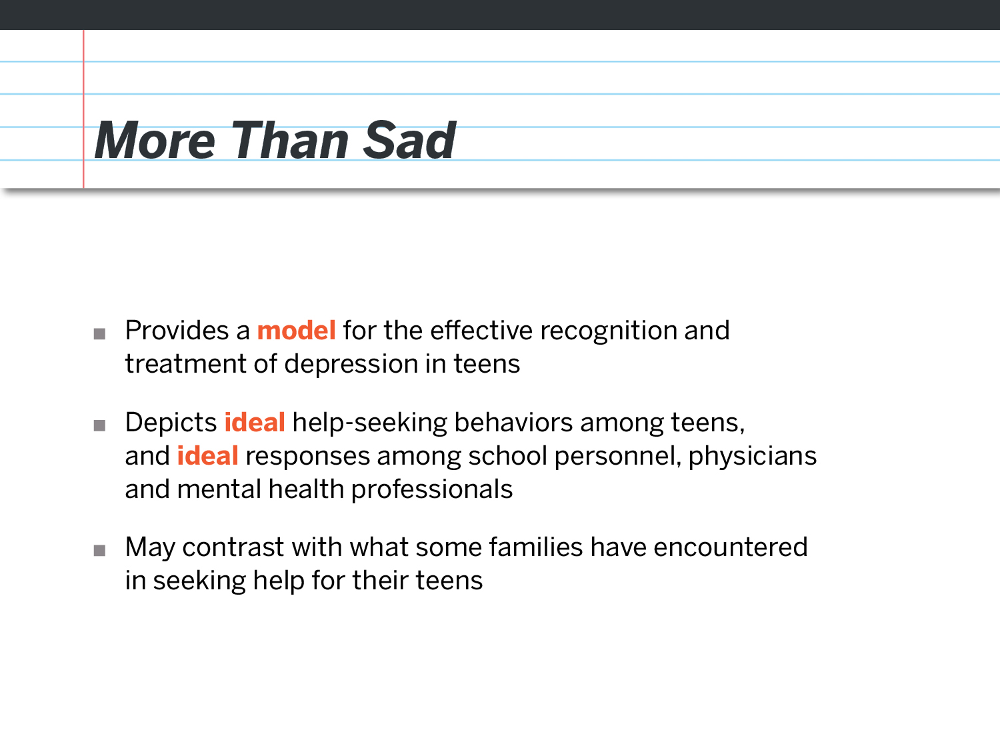 More Than Sad
Provides a model for the effective recognition and
treatment of depression in teens
Depicts ideal help-seeking behaviors among teens,
and ideal responses among school personnel, physicians
and mental health professionals
May contrast with what some families have encountered
in seeking help for their teens